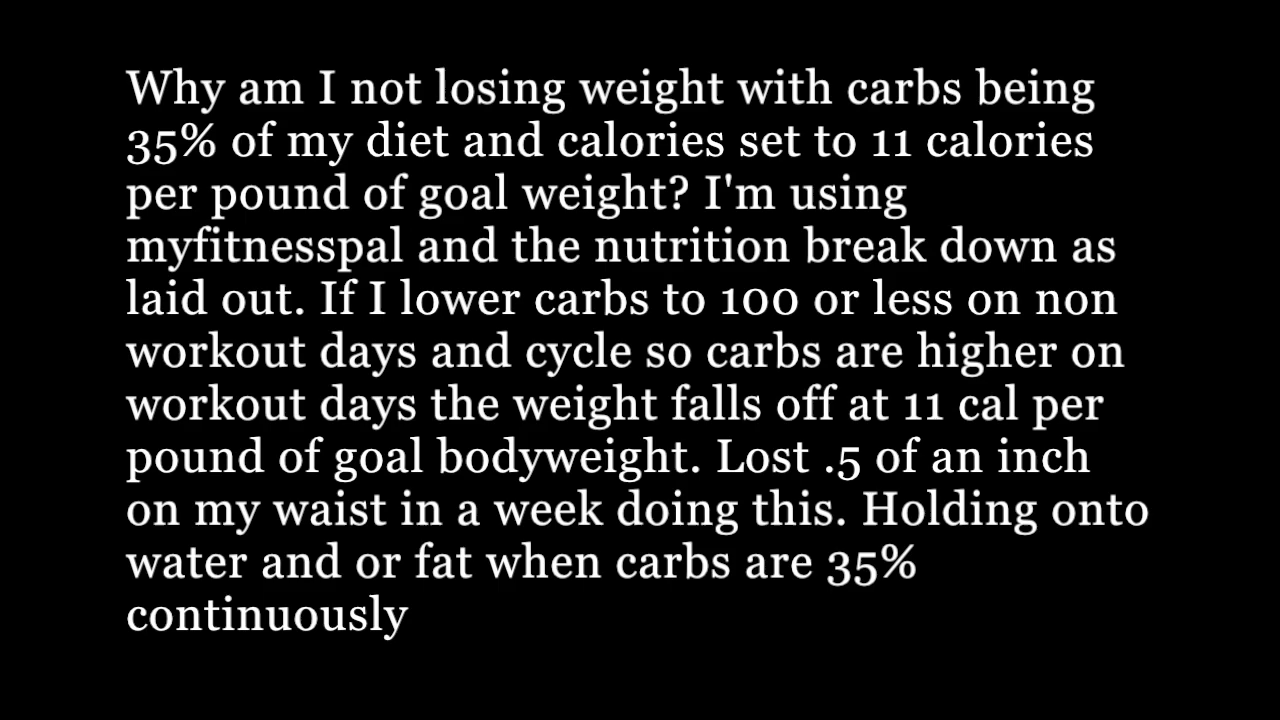 Why am I not losing weight with carbs being
35% of my diet and calories set to 11 calories
per pound of goal weight? I'm using
myfitnesspal and the nutrition break down as
laid out. If I lower carbs to 100 or less on non
workout days and cycle so carbs are higher on
workout days the weight falls off at 11 cal per
pound of goal bodyweight. Lost .5 of an inch
on my waist in a week doing this. Holding onto
water and or fat when carbs are 35%
continuously